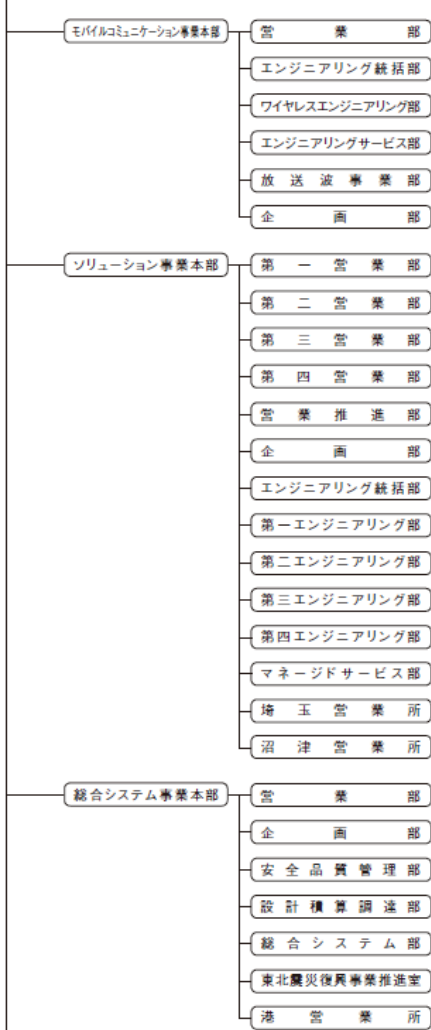 モバイルコミュニケーション事業本部
営業部
エンジニアリング統括部
ワイヤレスエンジニアリング部
エンジニアリングサービス部
放送波事業部
企画部
ソリューション事業本部
第一営業部
第二営業部
第三営業部
第四営業部
営業推進部
企画部
エンジニアリング統括部
第一エンジニアリング部
第二エンジニアリング部
第三エンジニアリング部
第四エンジニアリング部
マネージドサービス部
埼玉営業所
沼津営業所
総合システム事業本部
営業部
企画部
安全品質管理部
設計積算調達部
総合システム部
東北震災復興事業推進室
港営業所